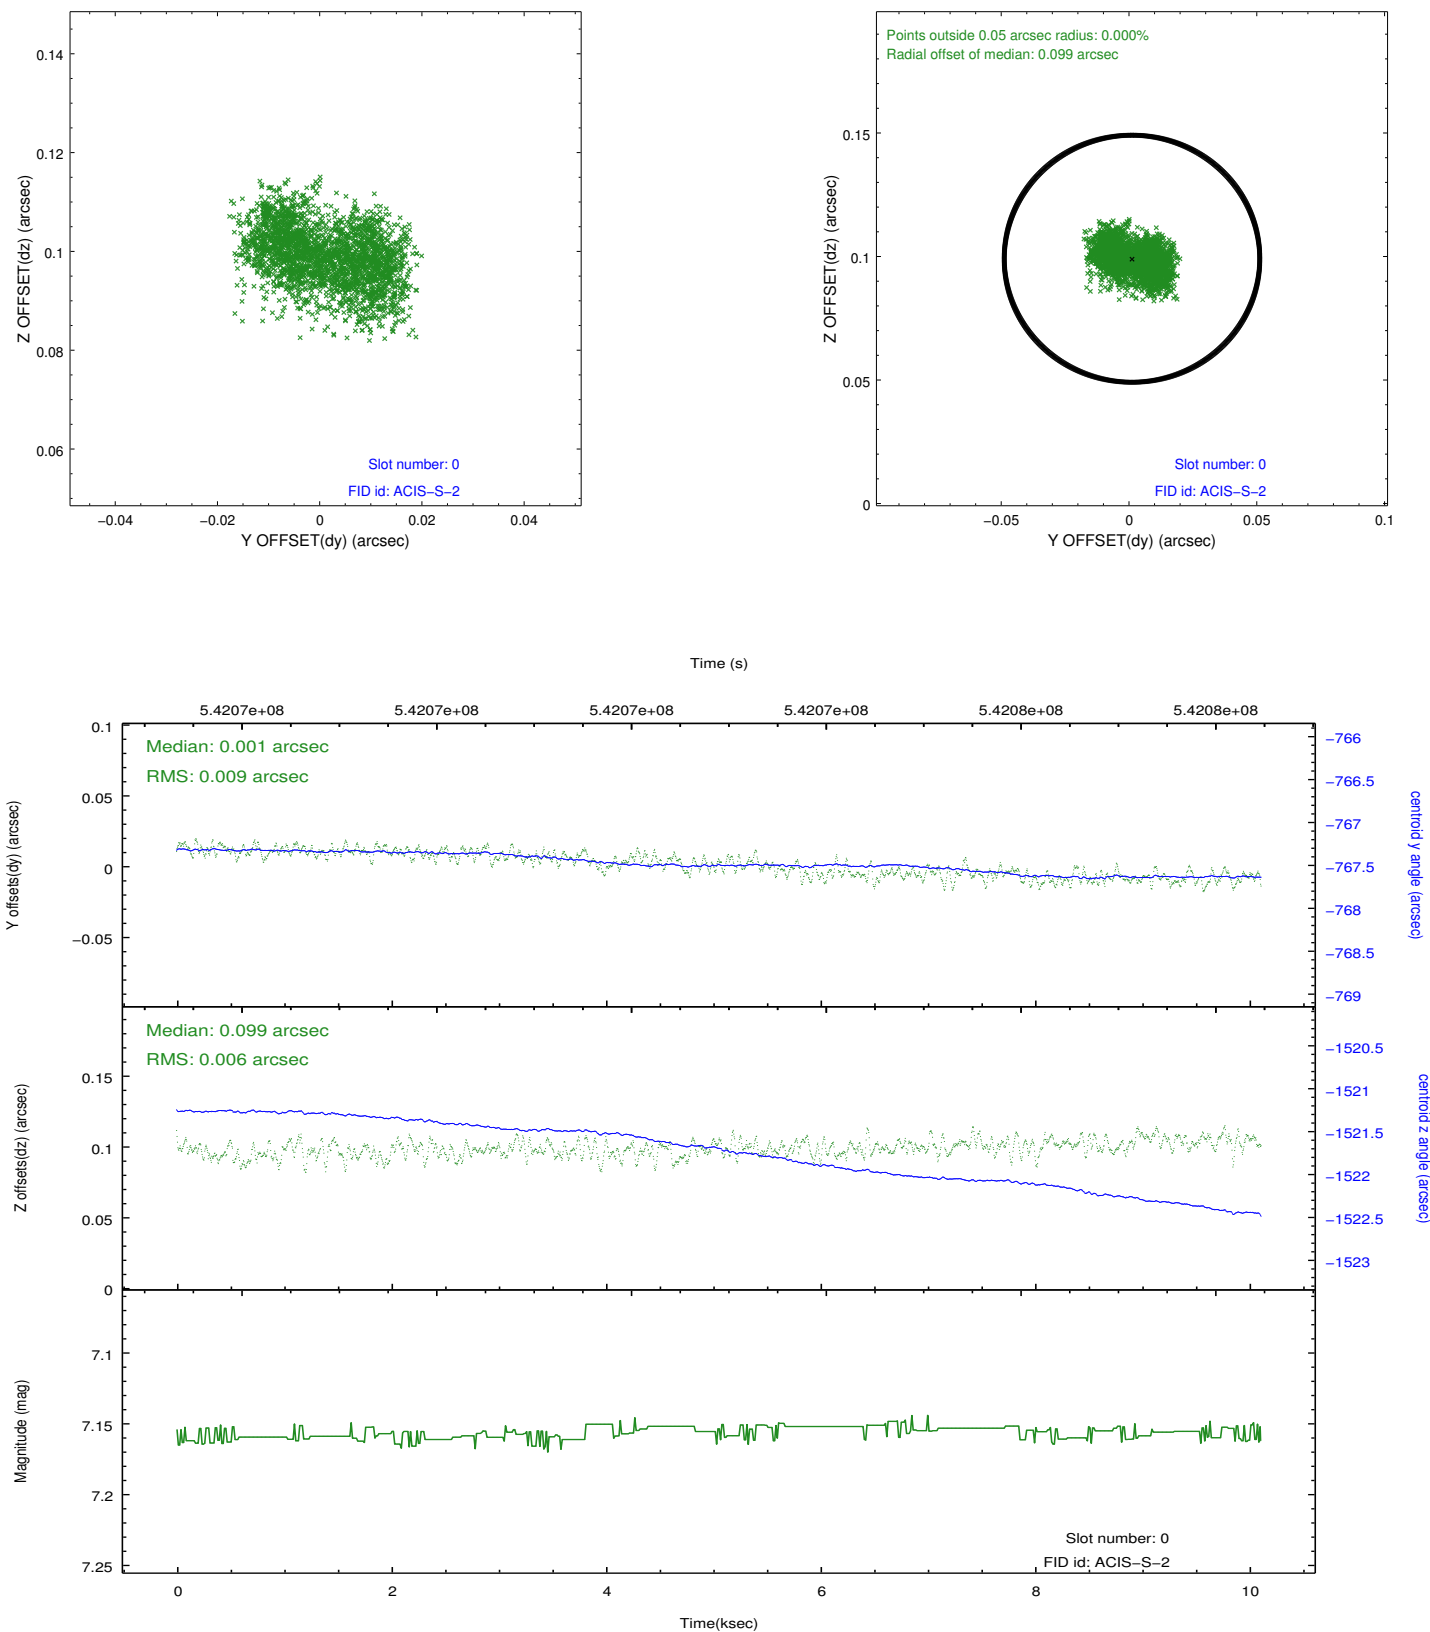 0.14
0.12
0.1
0.08
0.06
Z OFFSET(dz) (arcsec)
Slot number: 0
FID id: ACIS−S−2
−0.04
−0.02
0
0.02
0.04
Y OFFSET(dy) (arcsec)
Points outside 0.05 arcsec radius: 0.000%
Radial offset of median: 0.099 arcsec
0.15
0.1
0.05
0
Z OFFSET(dz) (arcsec)
Slot number: 0
FID id: ACIS−S−2
−0.05
0
0.05
0.1
Y OFFSET(dy) (arcsec)
Time (s)
5.4207e+08
5.4207e+08
5.4207e+08
5.4207e+08
5.4208e+08
5.4208e+08
Median: 0.001 arcsec
RMS: 0.009 arcsec
0.1
0.05
0
−0.05
Y offsets(dy) (arcsec)
−766
−766.5
−767
−767.5
−768
−768.5
−769
centroid y angle (arcsec)
Median: 0.099 arcsec
RMS: 0.006 arcsec
0.15
0.1
0.05
0
Z offsets(dz) (arcsec)
−1520.5
−1521
−1521.5
−1522
−1522.5
−1523
centroid z angle (arcsec)
7.1
7.15
7.2
7.25
Magnitude (mag)
Slot number: 0
FID id: ACIS−S−2
0
2
4
6
8
10
Time(ksec)